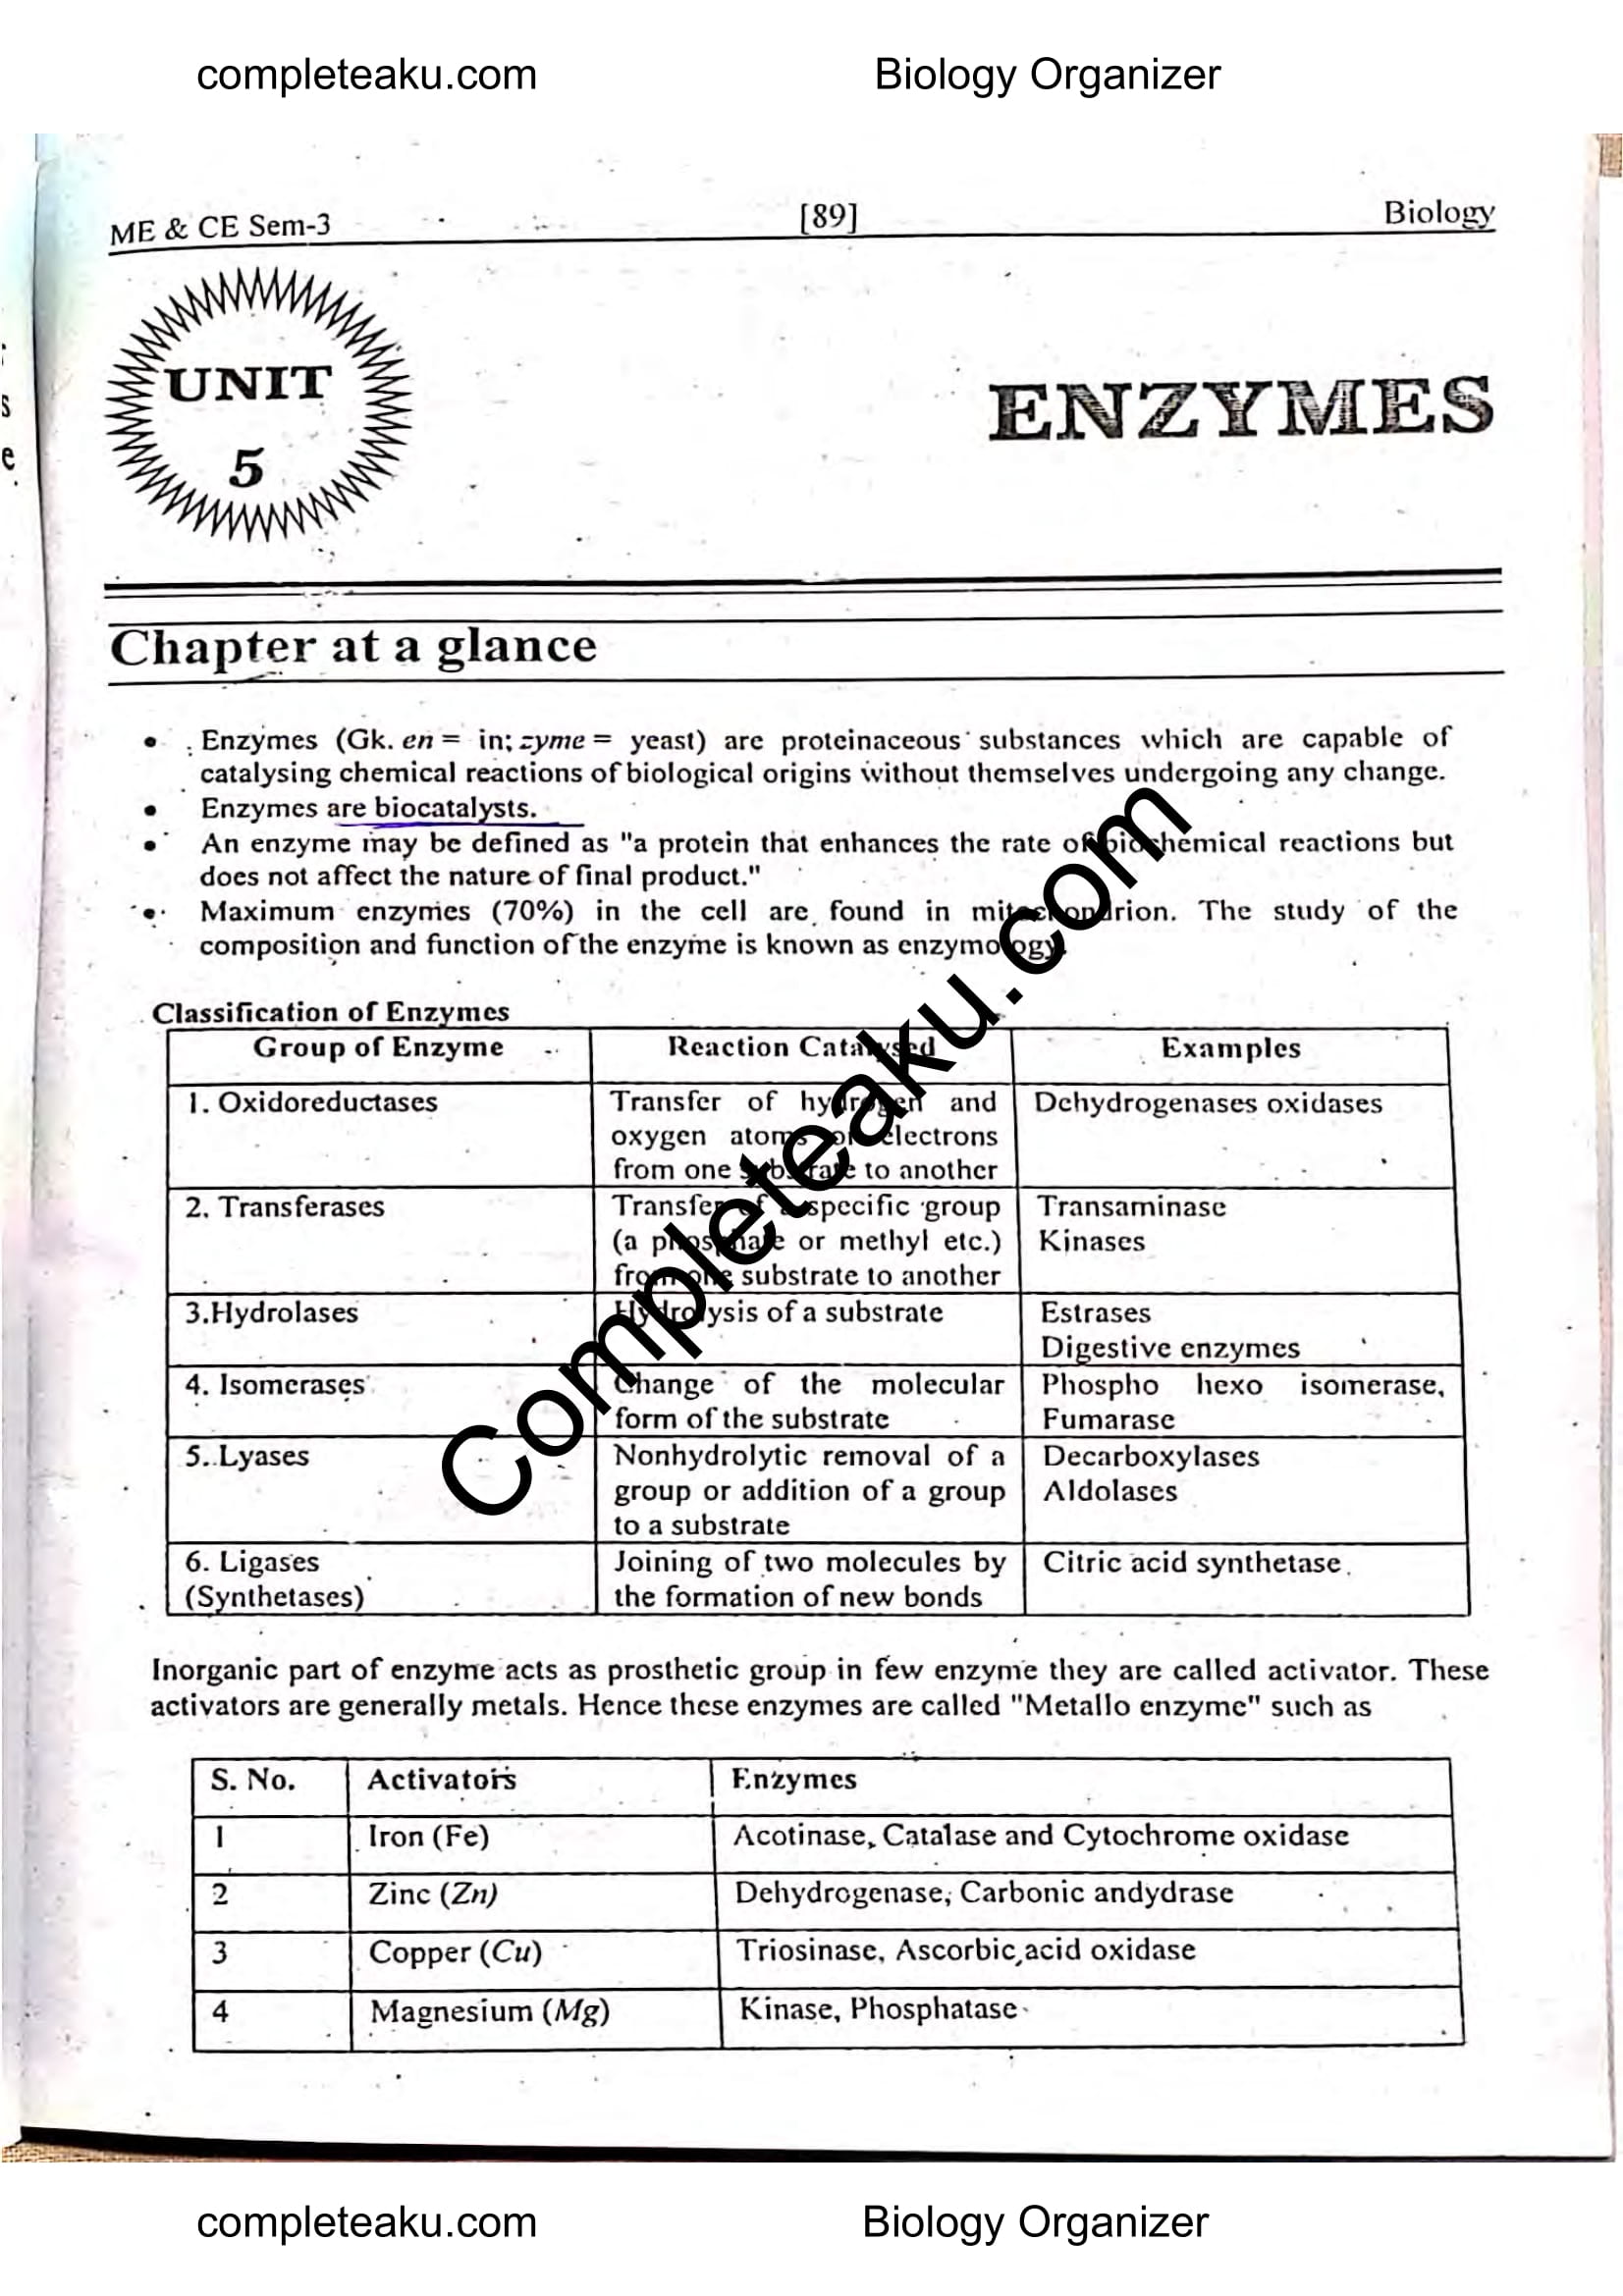 completeaku.com Biology Organizer
ME & CE Sem-3 [89] Biology
UNIT
5
ENZYMES
Chapter at a glance
• Enzymes (Gk. en = in; zyme = yeast) are proteinaceous substances which are capable of
catalysing chemical reactions of biological origins without themselves undergoing any change.
• Enzymes are biocatalysts.
• An enzyme may be defined as "a protein that enhances the rate of biochemical reactions but
does not affect the nature of final product."
• Maximum enzymes (70%) in the cell are found in mitochondrion. The study of the
composition and function of the enzyme is known as enzymology.
Classification of Enzymes
Group of Enzyme Reaction Catalysed Examples
1. Oxidoreductases Transfer of hydrogen and Dehydrogenases oxidases
oxygen atoms or electrons
from one substrate to another
2. Transferases Transfer of a specific group Transaminase
(a phosphate or methyl etc.) Kinases
from one substrate to another
3.Hydrolases Hydrolysis of a substrate Estrases
Digestive enzymes
4. Isomerases Change of the molecular Phospho hexo isomerase,
form of the substrate Fumarase
5. Lyases Nonhydrolytic removal of a Decarboxylases
group or addition of a group Aldolases
to a substrate
6. Ligases Joining of two molecules by Citric acid synthetase
(Synthetases) the formation of new bonds
Inorganic part of enzyme acts as prosthetic group in few enzyme they are called activator. These
activators are generally metals. Hence these enzymes are called "Metallo enzyme" such as
S. No. Activators Enzymes
1 Iron (Fe) Acotinase, Catalase and Cytochrome oxidase
2 Zinc (Zn) Dehydrogenase, Carbonic andydrase
3 Copper (Cu) Triosinase, Ascorbic acid oxidase
4 Magnesium (Mg) Kinase, Phosphatase
Completeaku.com
completeaku.com Biology Organizer